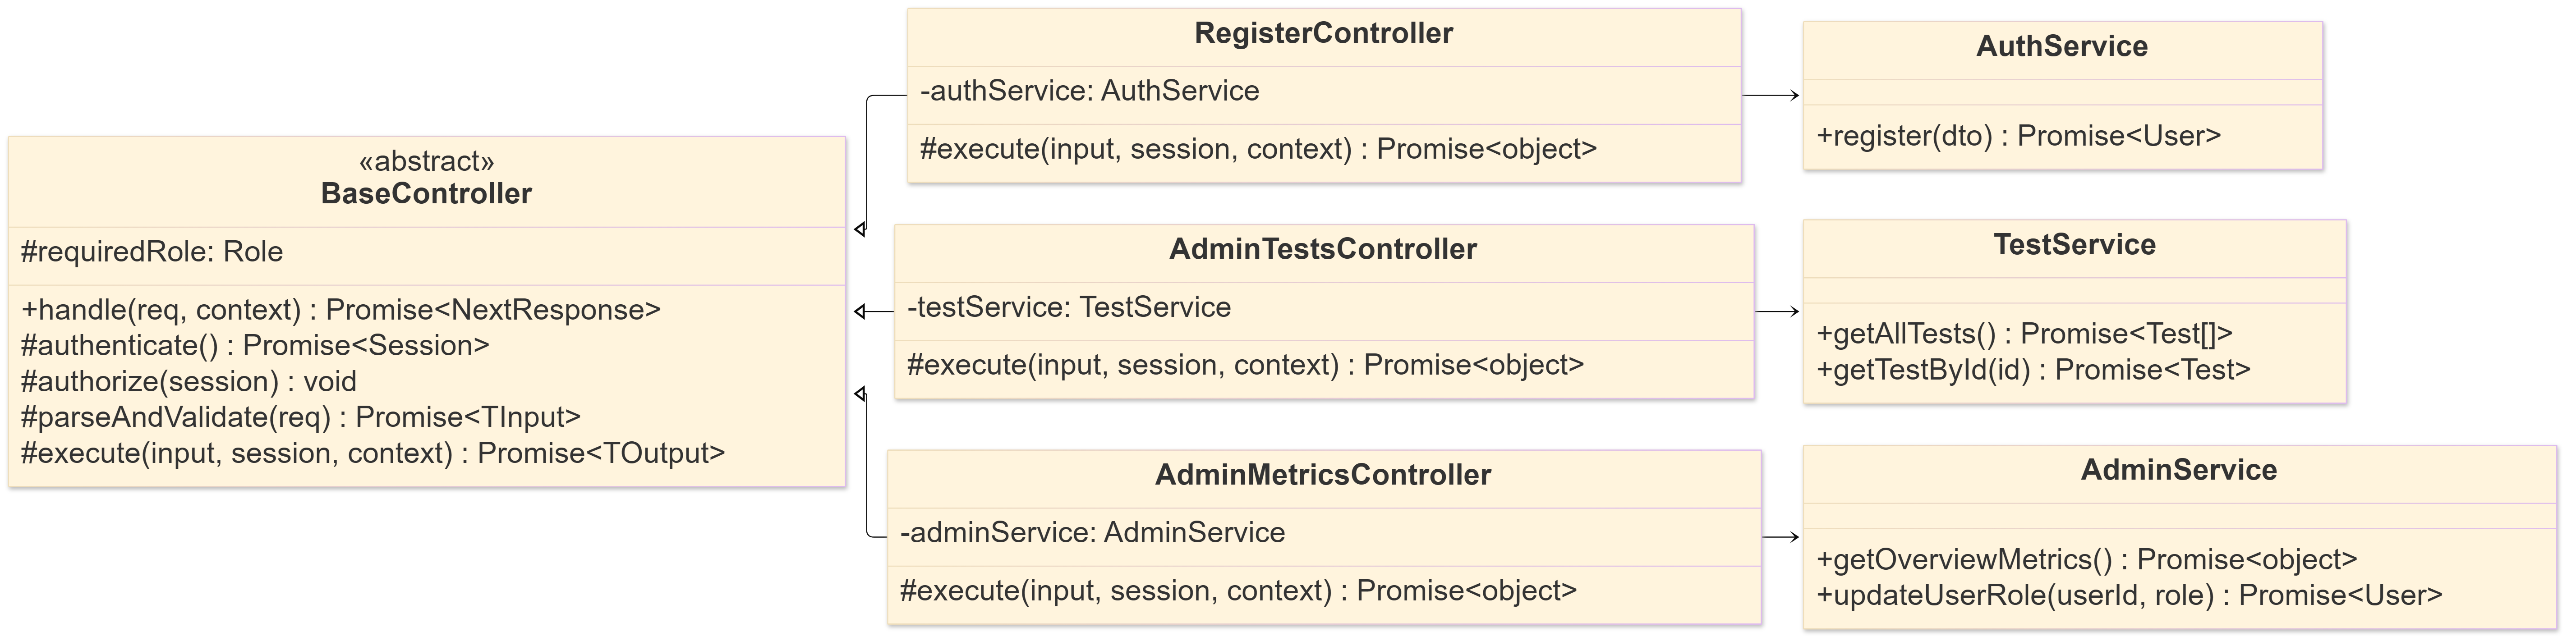 «abstract»
BaseController
#requiredRole: Role
+handle(req, context) : Promise<NextResponse>
#authenticate() : Promise<Session>
#authorize(session) : void
#parseAndValidate(req) : Promise<TInput>
#execute(input, session, context) : Promise<TOutput>
RegisterController
-authService: AuthService
#execute(input, session, context) : Promise<object>
AuthService
+register(dto) : Promise<User>
AdminTestsController
-testService: TestService
#execute(input, session, context) : Promise<object>
TestService
+getAllTests() : Promise<Test[]>
+getTestById(id) : Promise<Test>
AdminMetricsController
-adminService: AdminService
#execute(input, session, context) : Promise<object>
AdminService
+getOverviewMetrics() : Promise<object>
+updateUserRole(userId, role) : Promise<User>